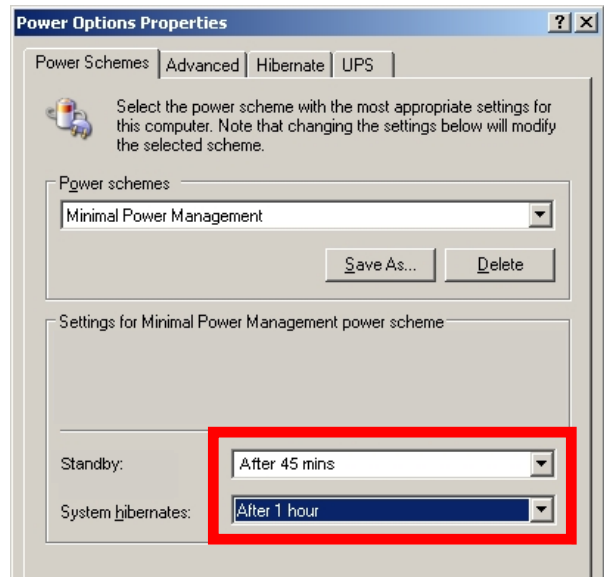 Power Options Properties
Power Schemes Advanced Hibernate UPS
Select the power scheme with the most appropriate settings for
this computer. Note that changing the settings below will modify
the selected scheme.
Power schemes
Minimal Power Management
Save As... Delete
Settings for Minimal Power Management power scheme
Standby: After 45 mins
System hibernates: After 1 hour